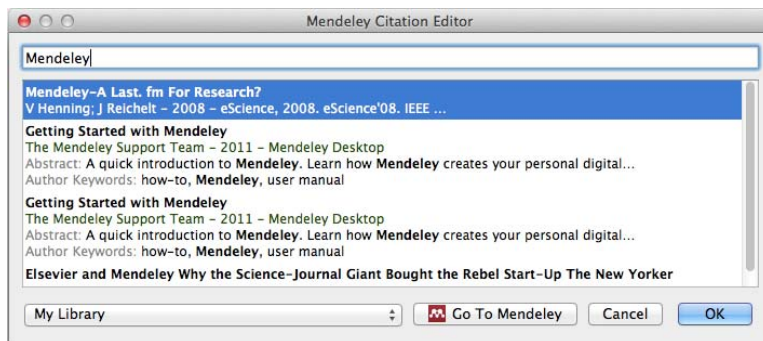 Mendeley Citation Editor
Mendeley
Mendeley-A Last. fm For Research?
V Henning; J Reichelt - 2008 - eScience, 2008. eScience'08. IEEE ...
Getting Started with Mendeley
The Mendeley Support Team - 2011 - Mendeley Desktop
Abstract: A quick introduction to Mendeley. Learn how Mendeley creates your personal digital...
Author Keywords: how-to, Mendeley, user manual
Getting Started with Mendeley
The Mendeley Support Team - 2011 - Mendeley Desktop
Abstract: A quick introduction to Mendeley. Learn how Mendeley creates your personal digital...
Author Keywords: how-to, Mendeley, user manual
Elsevier and Mendeley Why the Science-Journal Giant Bought the Rebel Start-Up The New Yorker
My Library Go To Mendeley Cancel OK